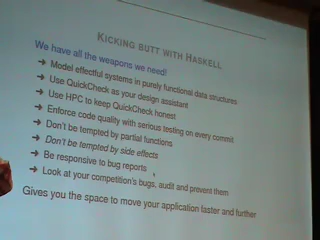 KICKING BUTT WITH HASKELL
We have all the weapons we need!
➔ Model effectful systems in purely functional data structures
➔ Use QuickCheck as your design assistant
➔ Use HPC to keep QuickCheck honest
➔ Enforce code quality with serious testing on every commit
➔ Don't be tempted by partial functions
➔ Don't be tempted by side effects
➔ Be responsive to bug reports
➔ Look at your competition's bugs, audit and prevent them
Gives you the space to move your application faster and further